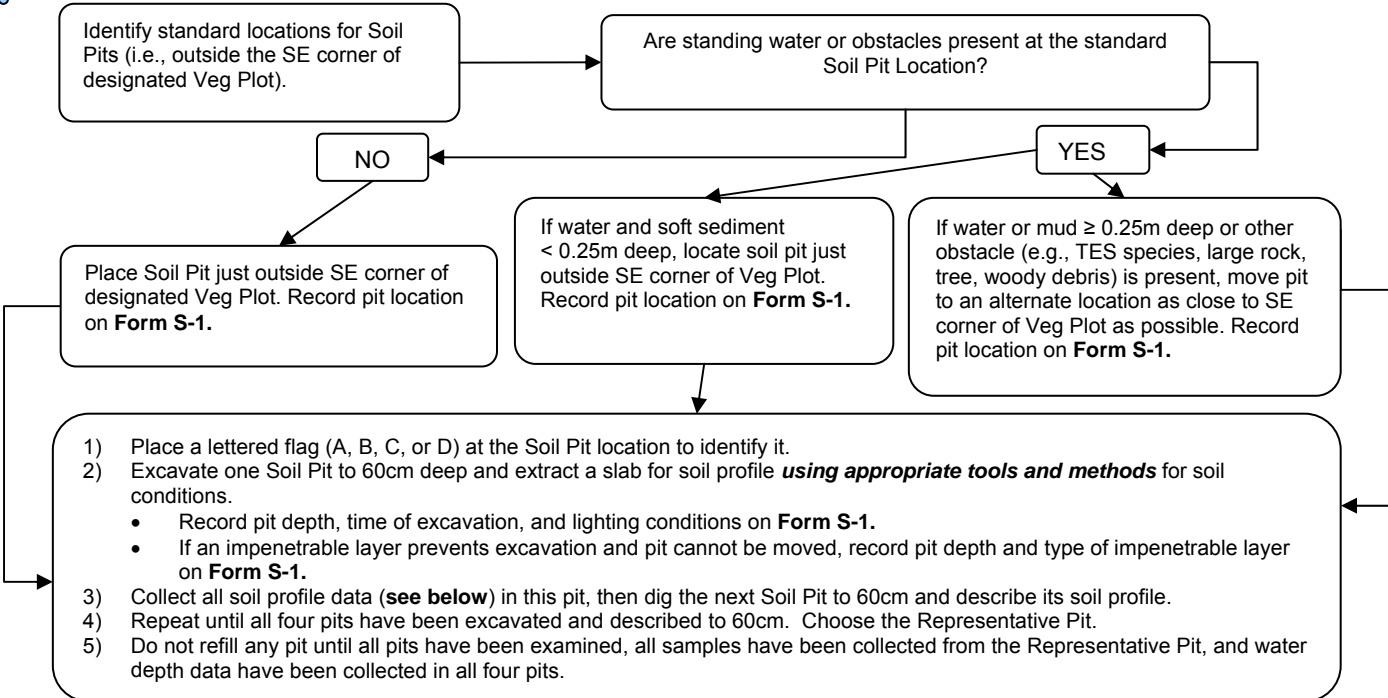 Identify standard locations for Soil
Pits (i.e., outside the SE corner of
designated Veg Plot).
Are standing water or obstacles present at the standard
Soil Pit Location?
NO
YES
Place Soil Pit just outside SE corner of
designated Veg Plot. Record pit location
on Form S-1.
If water and soft sediment
< 0.25m deep, locate soil pit just
outside SE corner of Veg Plot.
Record pit location on Form S-1.
If water or mud ≥ 0.25m deep or other
obstacle (e.g., TES species, large rock,
tree, woody debris) is present, move pit
to an alternate location as close to SE
corner of Veg Plot as possible. Record
pit location on Form S-1.
1) Place a lettered flag (A, B, C, or D) at the Soil Pit location to identify it.
2) Excavate one Soil Pit to 60cm deep and extract a slab for soil profile using appropriate tools and methods for soil
conditions.
• Record pit depth, time of excavation, and lighting conditions on Form S-1.
• If an impenetrable layer prevents excavation and pit cannot be moved, record pit depth and type of impenetrable layer
on Form S-1.
3) Collect all soil profile data (see below) in this pit, then dig the next Soil Pit to 60cm and describe its soil profile.
4) Repeat until all four pits have been excavated and described to 60cm. Choose the Representative Pit.
5) Do not refill any pit until all pits have been examined, all samples have been collected from the Representative Pit, and water
depth data have been collected in all four pits.